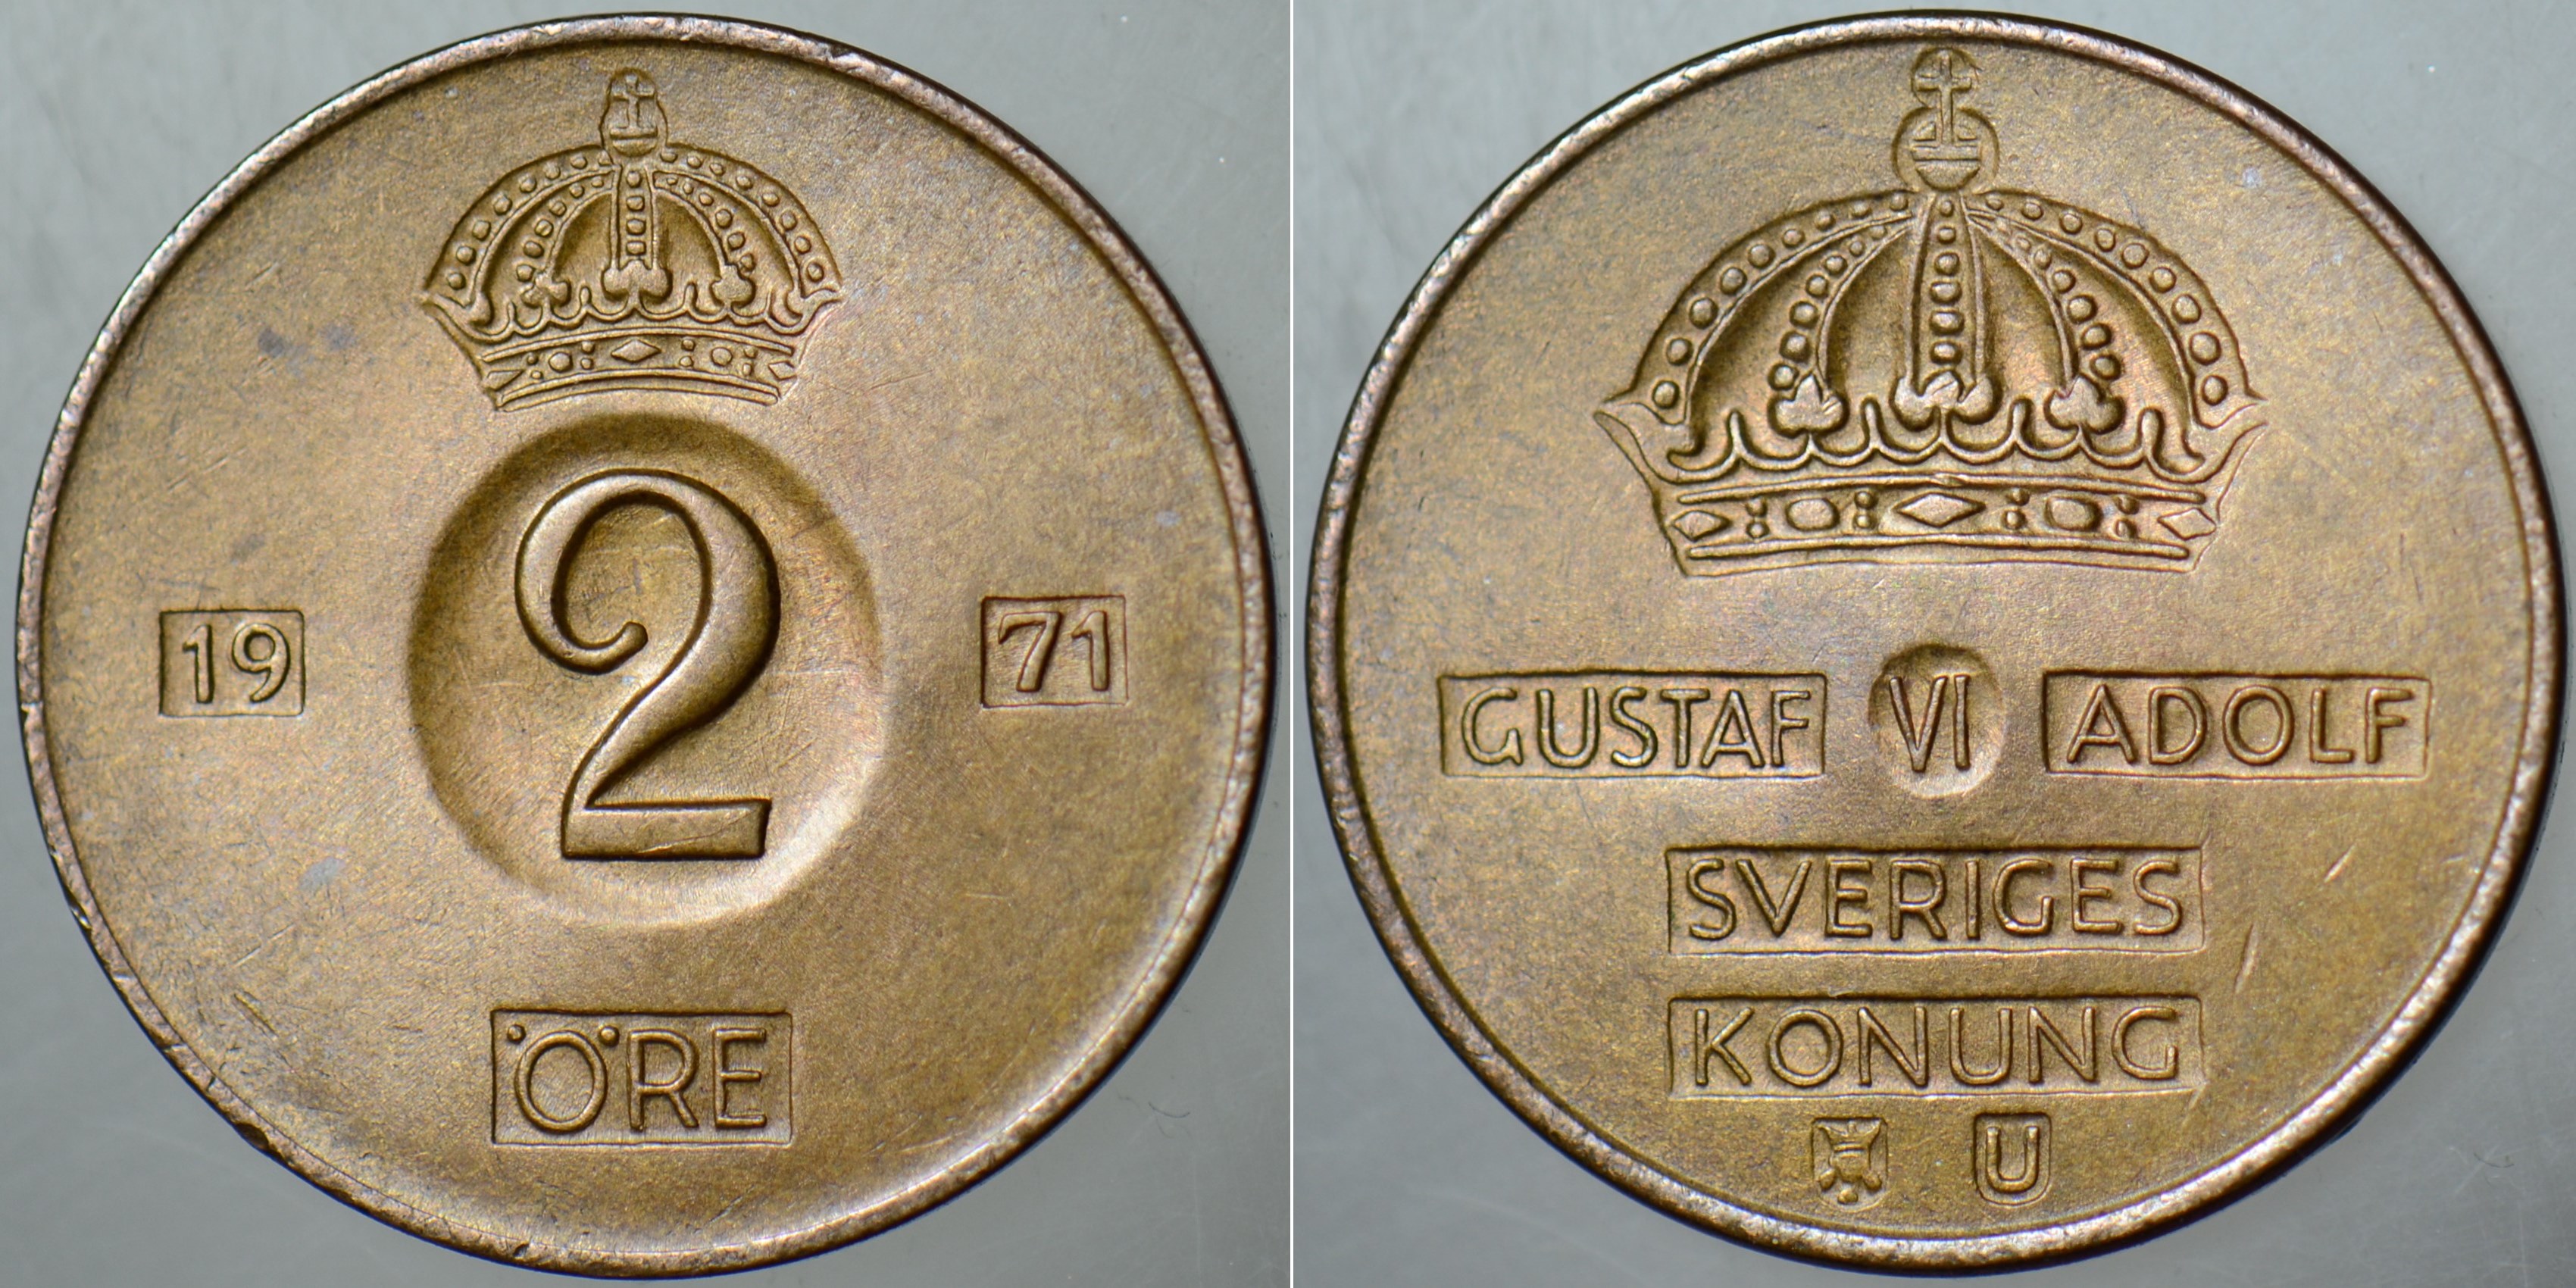 19 2 71
ÖRE
GUSTAF VI ADOLF
SVERIGES
KONUNG
U